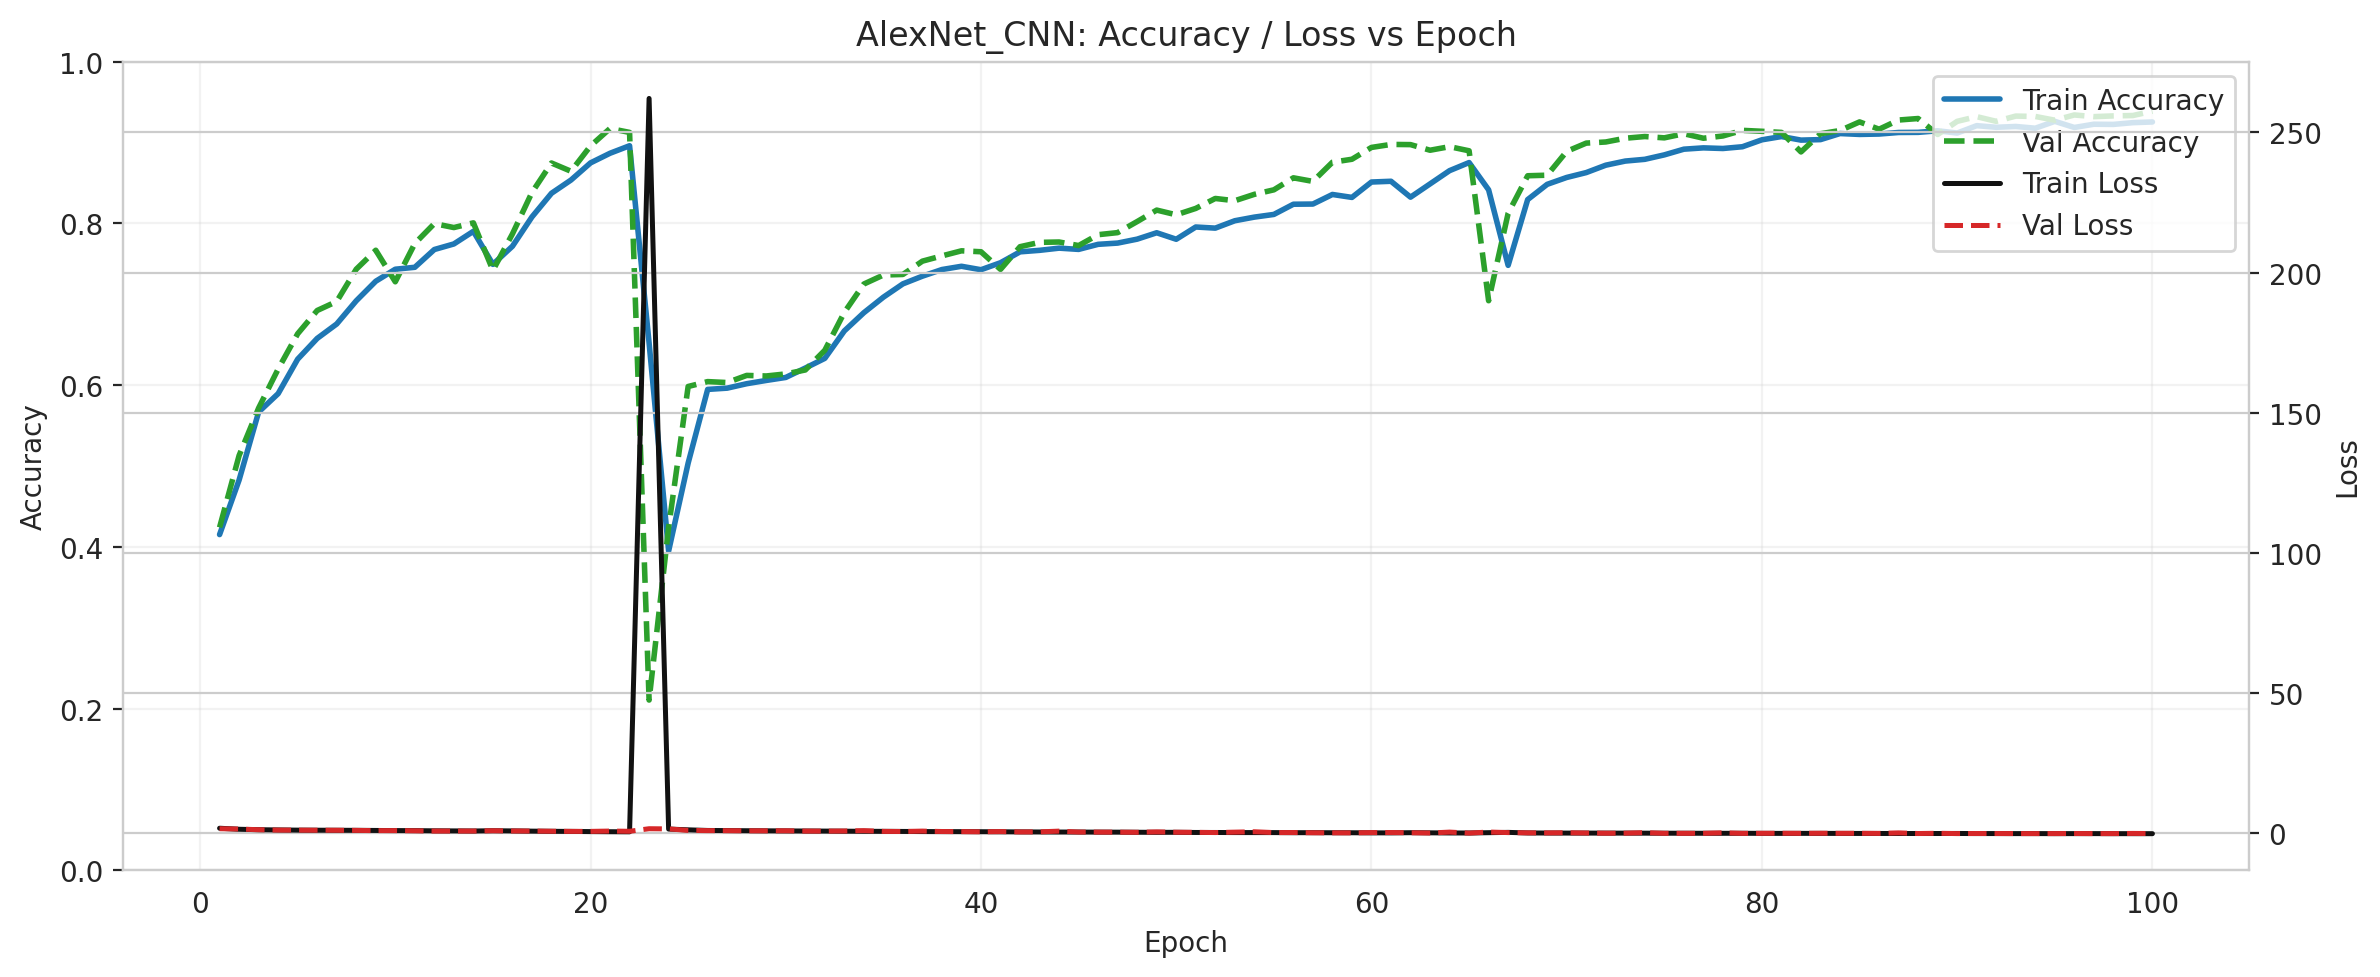 AlexNet_CNN: Accuracy / Loss vs Epoch
1.0
0.8
0.6
0.4
0.2
0.0
Accuracy
0
20
40
60
80
100
Epoch
250
200
150
100
50
0
Loss
Train Accuracy
Val Accuracy
Train Loss
Val Loss